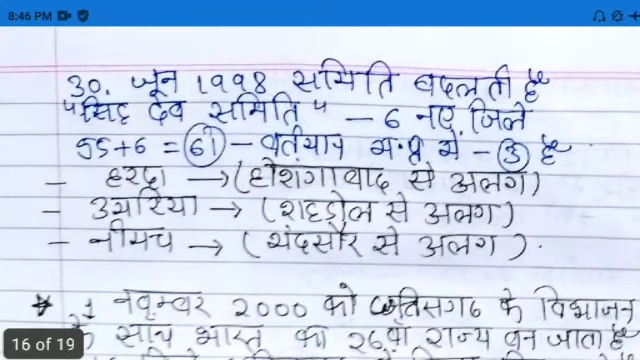 8:46 PM
30. जून 1998 समिति बदलती है
"सिंह देव समिति" – 6 नए जिले
55+6 = 61 – वर्तमान म.प्र में – 3 है
– हरदा → (होशंगाबाद से अलग)
– उमरिया → (शहडोल से अलग)
– नीमच → (मंदसौर से अलग).
* 1 नवम्बर 2000 को छत्तीसगढ के विभाजन
के साथ भारत का 26वां राज्य बन जाता है
16 of 19